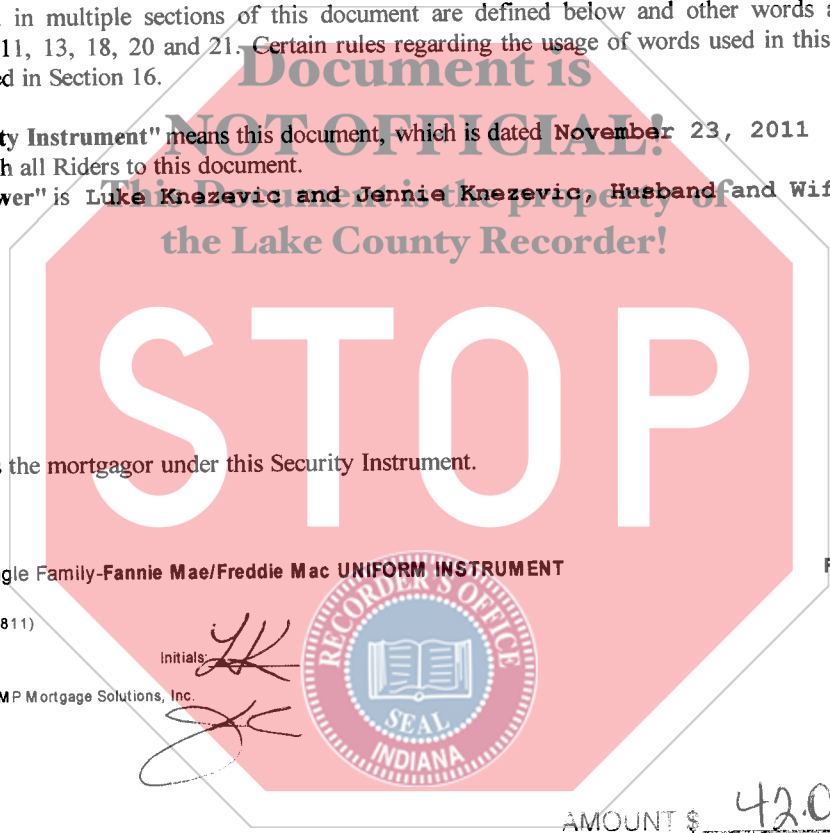 in multiple sections of this document are defined below and other words
11, 13, 18, 20 and 21. Certain rules regarding the usage of words used in this
d in Section 16.
Document is
ty Instrument" means this document, which is dated November 23, 2011
NOT OFFICIAL!
h all Riders to this document.
wer" is Luke Knezevic and Jennie Knezevic, Husband and Wif
This Document is the property of
the Lake County Recorder!
STOP
s the mortgagor under this Security Instrument.
gle Family-Fannie Mae/Freddie Mac UNIFORM INSTRUMENT F
811)
Initials: LK
MP Mortgage Solutions, Inc.
RECORDER'S OFFICE
SEAL
INDIANA
AMOUNT $ 42.0